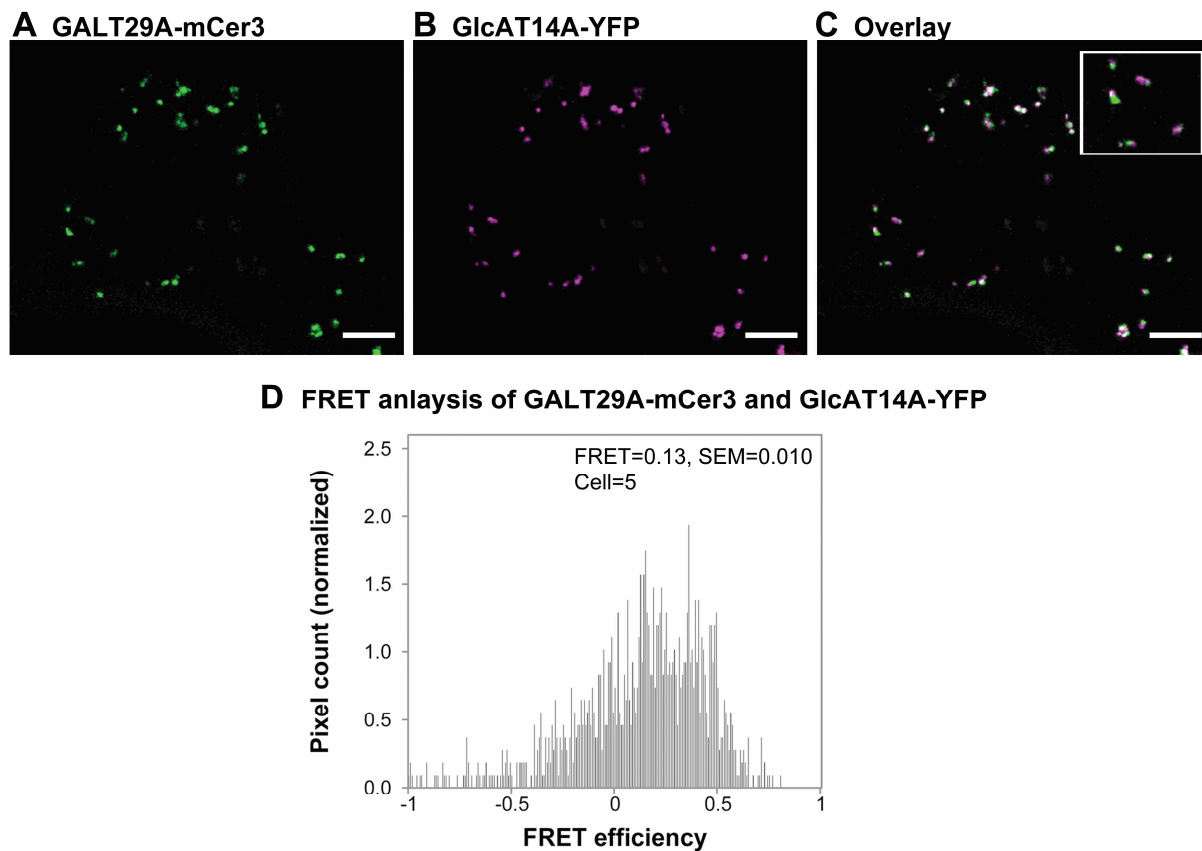 A GALT29A-mCer3
B GlcAT14A-YFP
C Overlay
D FRET anlaysis of GALT29A-mCer3 and GlcAT14A-YFP
FRET=0.13, SEM=0.010
Cell=5
Pixel count (normalized)
2.5
2.0
1.5
1.0
0.5
0.0
-1
-0.5
0
0.5
1
FRET efficiency